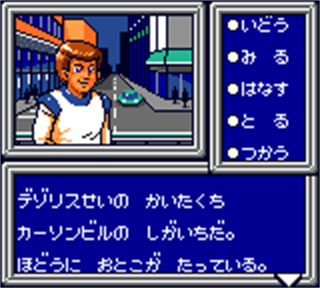 ●いどう
●み　る
●はなす
●と　る
●つかう
デゾリスせいの　かいたくち
カーソンビルの　しがいちだ。
ほどうに　おとこが　たっている。